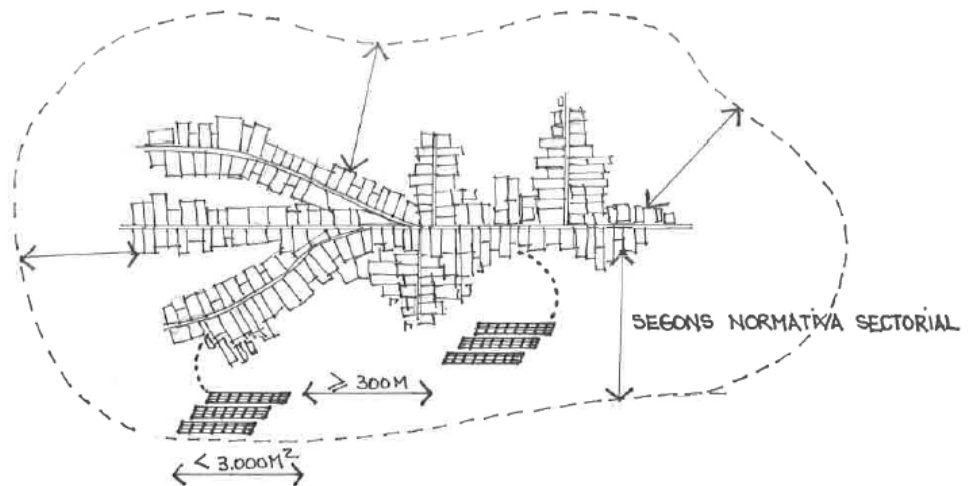 SEGONS NORMATIVA SECTORIAL
≥ 300M
< 3.000M²